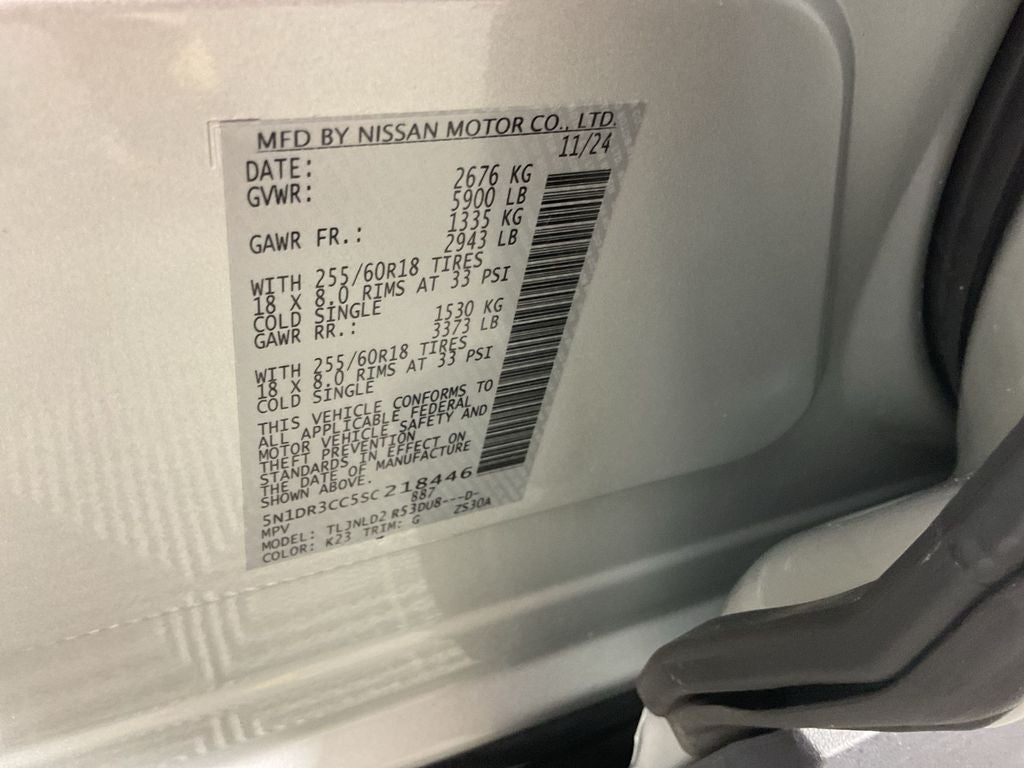 MFD BY NISSAN MOTOR CO., LTD.
DATE: 11/24
GVWR: 2676 KG
5900 LB
GAWR FR.: 1335 KG
2943 LB
WITH 255/60R18 TIRES
18 X 8.0 RIMS AT 33 PSI
COLD SINGLE
GAWR RR.: 1530 KG
3373 LB
WITH 255/60R18 TIRES
18 X 8.0 RIMS AT 33 PSI
COLD SINGLE
THIS VEHICLE CONFORMS TO
ALL APPLICABLE FEDERAL
MOTOR VEHICLE SAFETY AND
THEFT PREVENTION
STANDARDS IN EFFECT ON
THE DATE OF MANUFACTURE
SHOWN ABOVE.
5N1DR3CC5SC218446
MPV 887
MODEL: TLJNLD2 R53DU8---D-
COLOR: K23 TRIM: G ZS30A